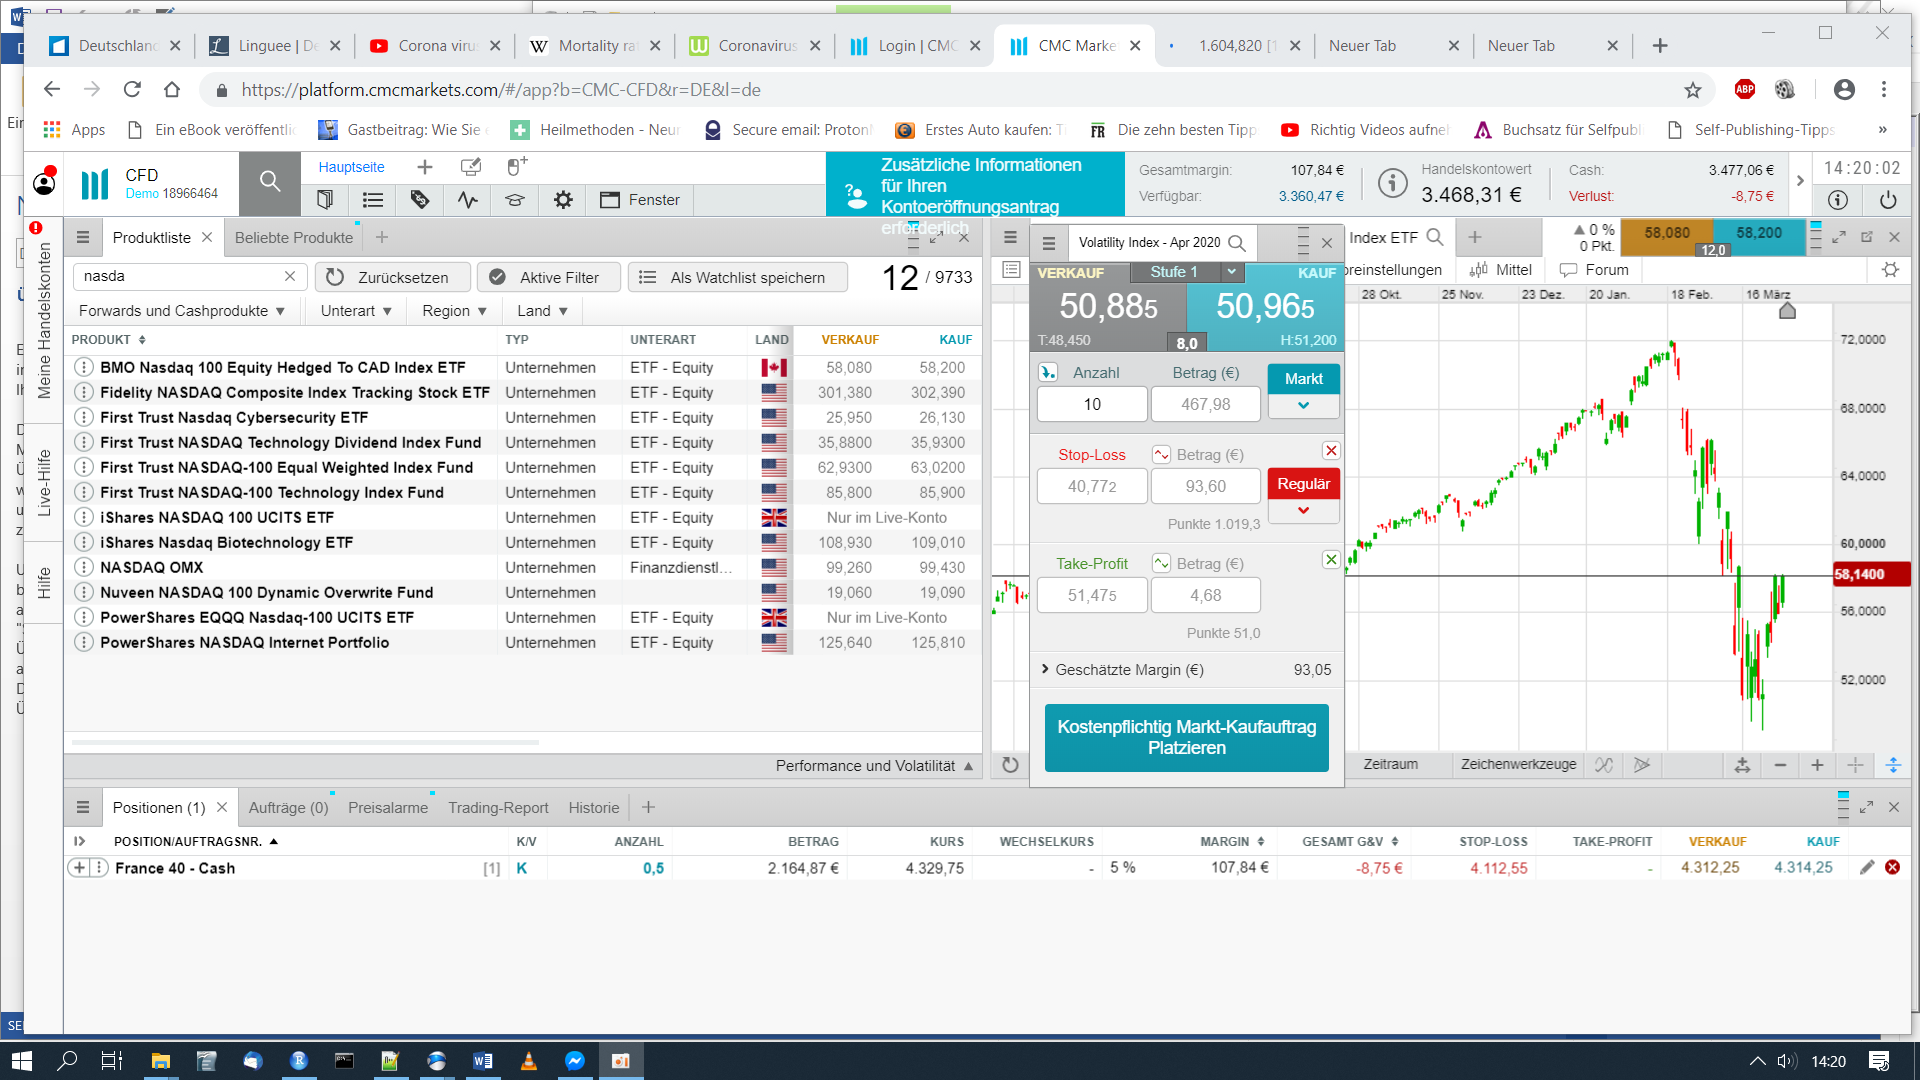 Deutschland
Linguee | De
Corona viru
Mortality ra
Coronavirus
Login | CMC
CMC Marke
1.604,820 [1
Neuer Tab
Neuer Tab
https://platform.cmcmarkets.com/#/app?b=CMC-CFD&r=DE&l=de
Apps
Ein eBook veröffentlic
Gastbeitrag: Wie Sie
Heilmethoden - Neur
Secure email: Proton
Erstes Auto kaufen: T
Die zehn besten Tipp
Richtig Videos aufneh
Buchsatz für Selfpubl
Self-Publishing-Tipps
CFD
Demo 18966464
Hauptseite
Fenster
Zusätzliche Informationen
für Ihren
Kontoeröffnungsantrag
erforderlich
Gesamtmargin: 107,84 €
Verfügbar: 3.360,47 €
Handelskontowert
3.468,31 €
Cash: 3.477,06 €
Verlust: -8,75 €
14:20:02
Meine Handelskonten
Live-Hilfe
Hilfe
Produktliste
Beliebte Produkte
nasda
Zurücksetzen
Aktive Filter
Als Watchlist speichern
12 / 9733
Forwards und Cashprodukte
Unterart
Region
Land
PRODUKT TYP UNTERART LAND VERKAUF KAUF
BMO Nasdaq 100 Equity Hedged To CAD Index ETF Unternehmen ETF - Equity 58,080 58,200
Fidelity NASDAQ Composite Index Tracking Stock ETF Unternehmen ETF - Equity 301,380 302,390
First Trust Nasdaq Cybersecurity ETF Unternehmen ETF - Equity 25,950 26,130
First Trust NASDAQ Technology Dividend Index Fund Unternehmen ETF - Equity 35,8800 35,9300
First Trust NASDAQ-100 Equal Weighted Index Fund Unternehmen ETF - Equity 62,9300 63,0200
First Trust NASDAQ-100 Technology Index Fund Unternehmen ETF - Equity 85,800 85,900
iShares NASDAQ 100 UCITS ETF Unternehmen ETF - Equity Nur im Live-Konto
iShares Nasdaq Biotechnology ETF Unternehmen ETF - Equity 108,930 109,010
NASDAQ OMX Unternehmen Finanzdienstl... 99,260 99,430
Nuveen NASDAQ 100 Dynamic Overwrite Fund Unternehmen 19,060 19,090
PowerShares EQQQ Nasdaq-100 UCITS ETF Unternehmen ETF - Equity Nur im Live-Konto
PowerShares NASDAQ Internet Portfolio Unternehmen ETF - Equity 125,640 125,810
Performance und Volatilität
Volatility Index - Apr 2020
VERKAUF Stufe 1 KAUF
50,885 50,965
T:48,450 8,0 H:51,200
Anzahl Betrag (€) Markt
10 467,98
Stop-Loss Betrag (€)
40,772 93,60 Regulär
Punkte 1.019,3
Take-Profit Betrag (€)
51,475 4,68
Punkte 51,0
Geschätzte Margin (€) 93,05
Kostenpflichtig Markt-Kaufauftrag
Platzieren
Index ETF
0 %
0 Pkt.
58,080 58,200
12,0
oreinstellungen
Mittel
Forum
28 Okt. 25 Nov. 23 Dez. 20 Jan. 18 Feb. 16 März
72,0000
68,0000
64,0000
60,0000
58,1400
56,0000
52,0000
Zeitraum
Zeichenwerkzeuge
Positionen (1)
Aufträge (0)
Preisalarme
Trading-Report
Historie
POSITION/AUFTRAGSNR. K/V ANZAHL BETRAG KURS WECHSELKURS MARGIN GESAMT G&V STOP-LOSS TAKE-PROFIT VERKAUF KAUF
France 40 - Cash [1] K 0,5 2.164,87 € 4.329,75 - 5 % 107,84 € -8,75 € 4.112,55 - 4.312,25 4.314,25
14:20